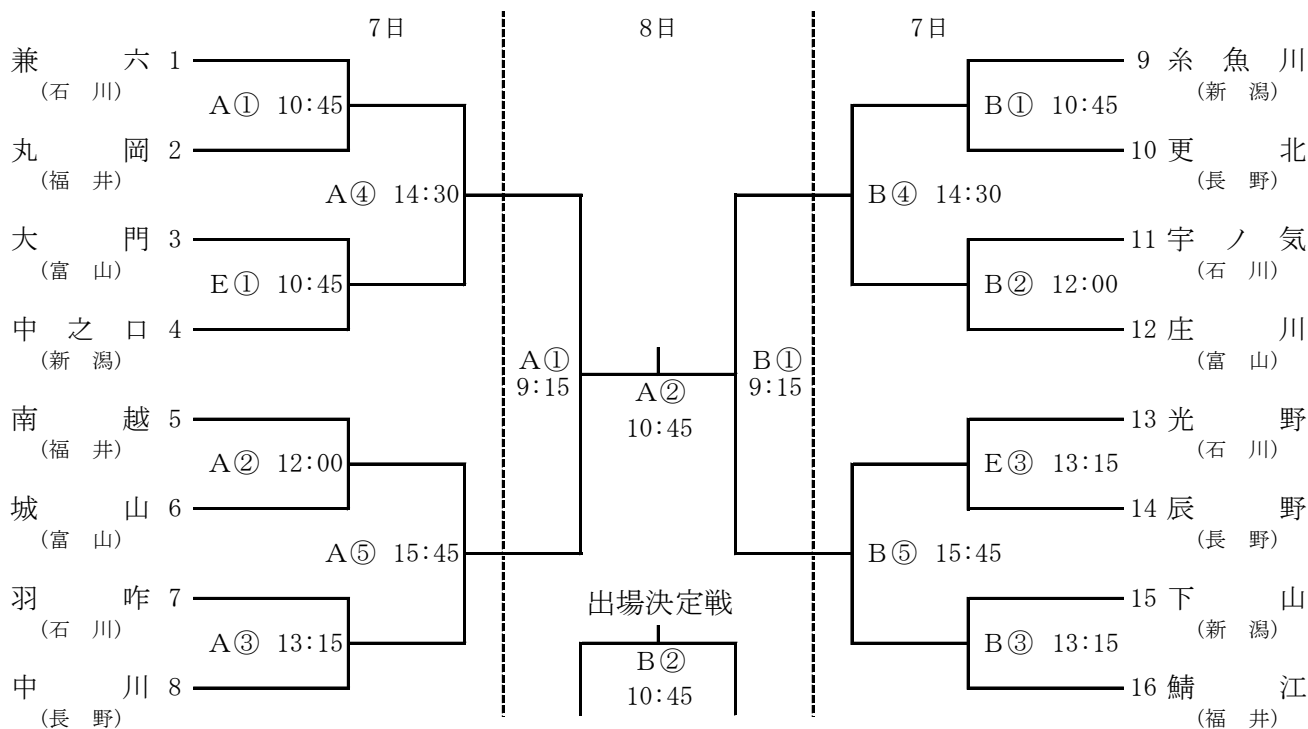 7日 8日 7日
兼六 1
(石川)
A① 10:45
丸岡 2
(福井)
A④ 14:30
大門 3
(富山)
E① 10:45
中之口 4
(新潟)
A①
9:15
南越 5
(福井)
A② 12:00
城山 6
(富山)
A⑤ 15:45
羽咋 7
(石川)
A③ 13:15
中川 8
(長野)
A②
10:45
出場決定戦
B②
10:45
9 糸魚川
(新潟)
B① 10:45
10 更北
(長野)
B④ 14:30
11 宇ノ気
(石川)
B② 12:00
12 庄川
(富山)
B①
9:15
13 光野
(石川)
E③ 13:15
14 辰野
(長野)
B⑤ 15:45
15 下山
(新潟)
B③ 13:15
16 鯖江
(福井)